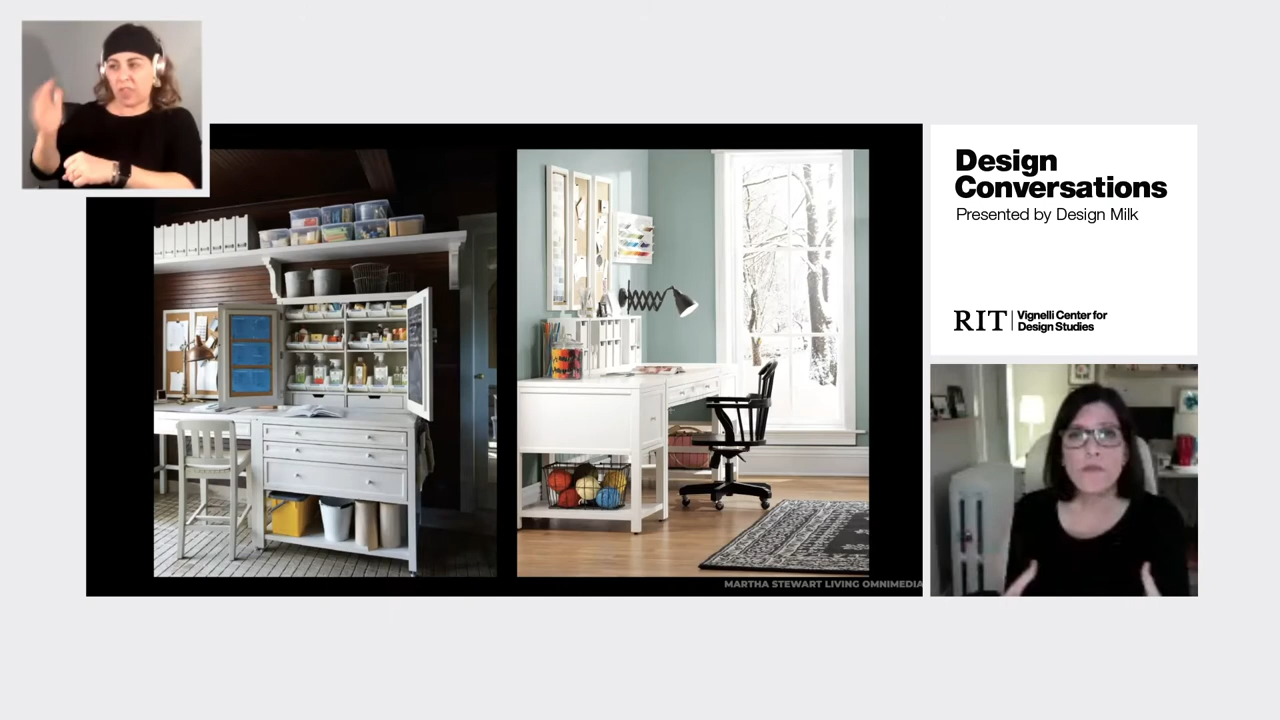 Design
Conversations
Presented by Design Milk
RIT
Vignelli Center for
Design Studies
MARTHA STEWART LIVING OMNIMEDIA